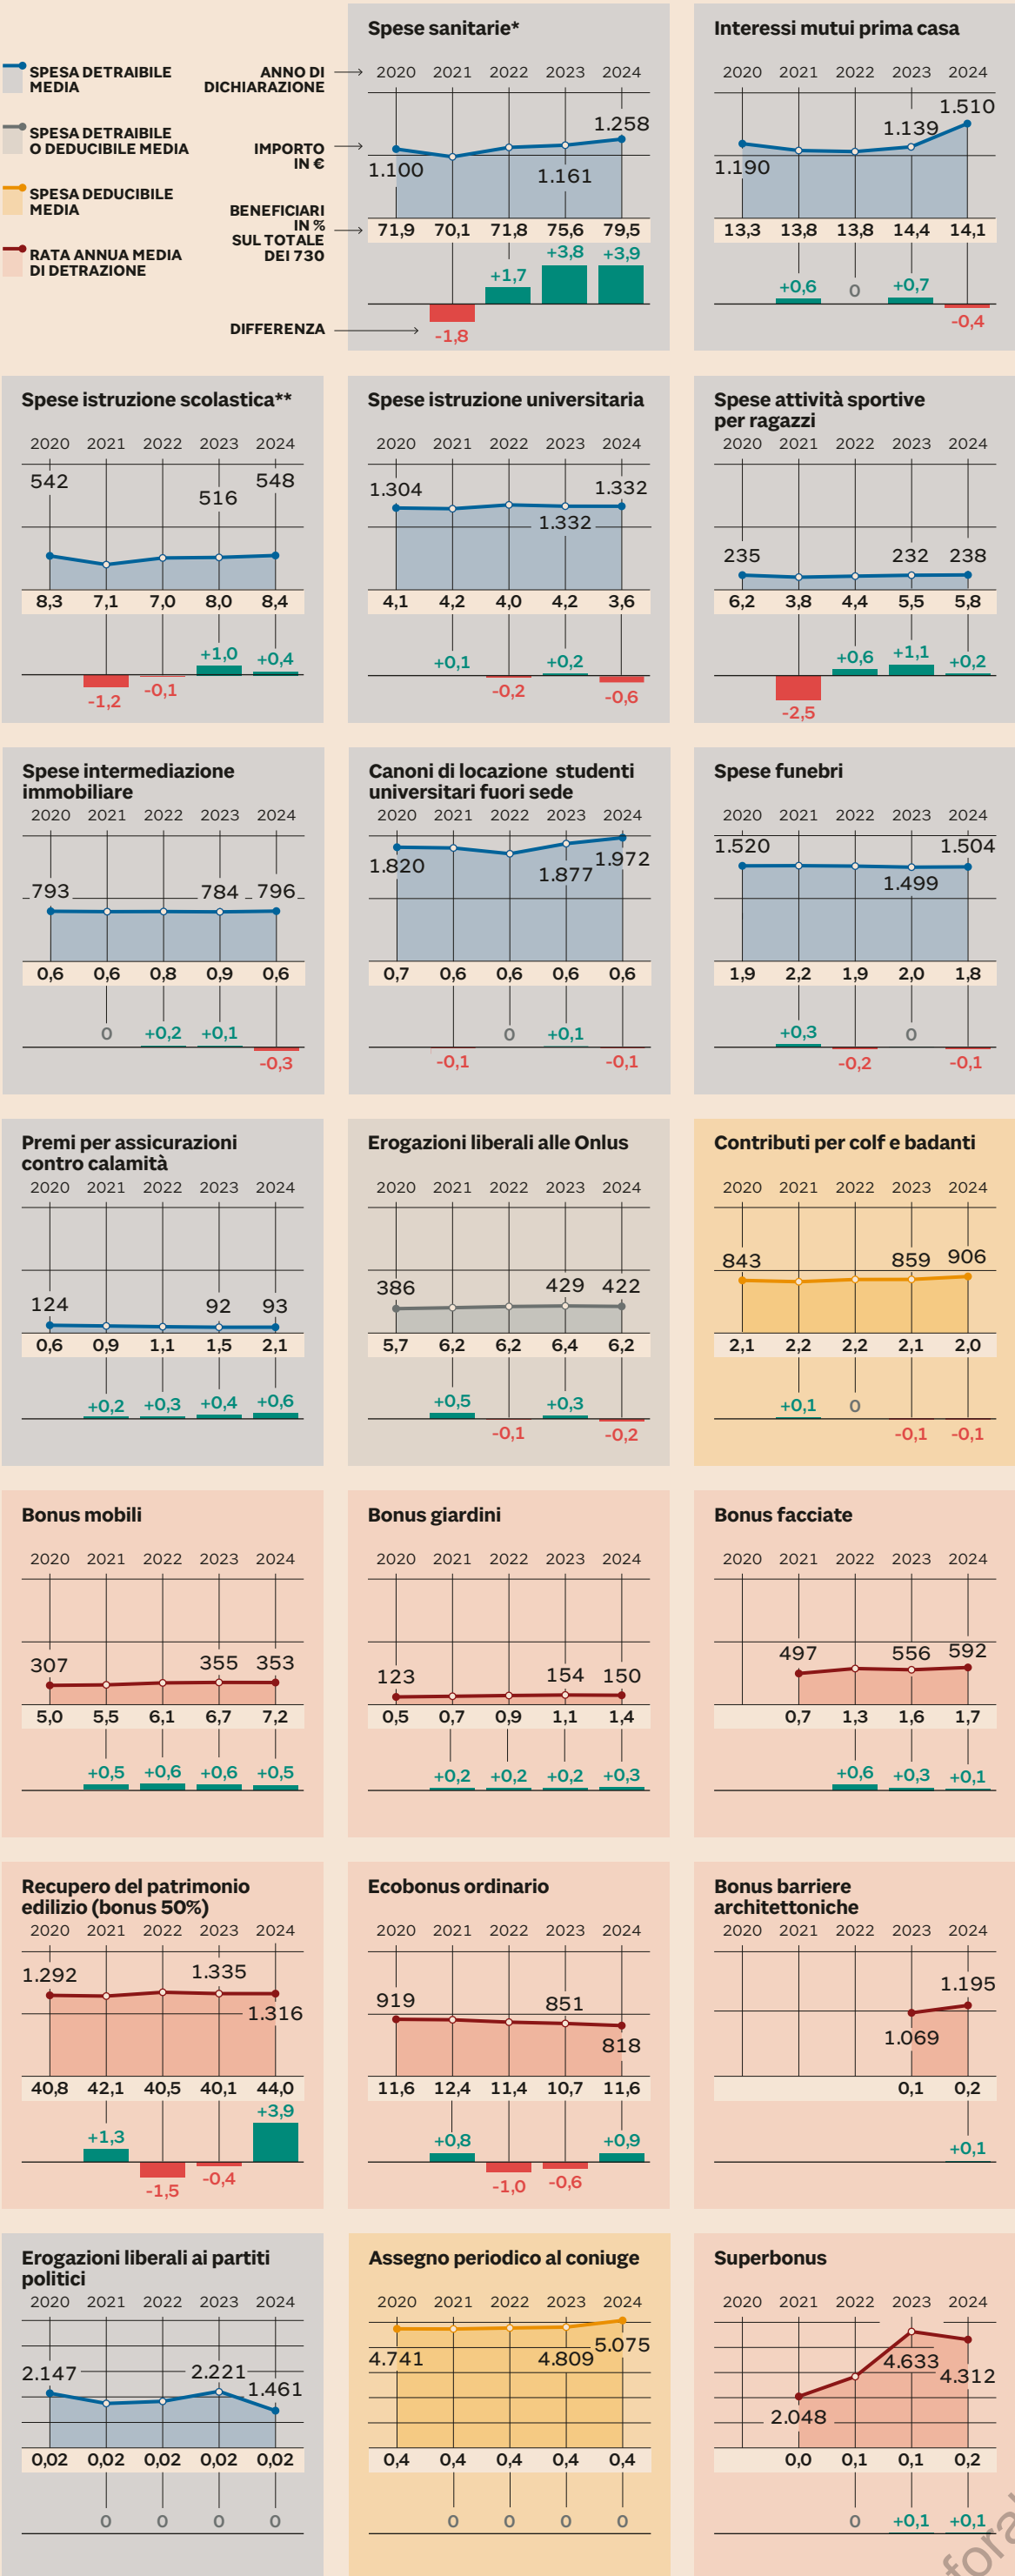 SPESA DETRAIBILE
MEDIA
SPESA DETRAIBILE
O DEDUCIBILE MEDIA
SPESA DEDUCIBILE
MEDIA
RATA ANNUA MEDIA
DI DETRAZIONE
ANNO DI
DICHIARAZIONE
IMPORTO
IN €
BENEFICIARI
IN %
SUL TOTALE
DEI 730
DIFFERENZA
Spese sanitarie*
2020 2021 2022 2023 2024
1.100 1.161 1.258
71,9 70,1 71,8 75,6 79,5
-1,8 +1,7 +3,8 +3,9
Interessi mutui prima casa
2020 2021 2022 2023 2024
1.190 1.139 1.510
13,3 13,8 13,8 14,4 14,1
+0,6 0 +0,7 -0,4
Spese istruzione scolastica**
2020 2021 2022 2023 2024
542 516 548
8,3 7,1 7,0 8,0 8,4
-1,2 -0,1 +1,0 +0,4
Spese istruzione universitaria
2020 2021 2022 2023 2024
1.304 1.332 1.332
4,1 4,2 4,0 4,2 3,6
+0,1 -0,2 +0,2 -0,6
Spese attività sportive
per ragazzi
2020 2021 2022 2023 2024
235 232 238
6,2 3,8 4,4 5,5 5,8
-2,5 +0,6 +1,1 +0,2
Spese intermediazione
immobiliare
2020 2021 2022 2023 2024
793 784 796
0,6 0,6 0,8 0,9 0,6
0 +0,2 +0,1 -0,3
Canoni di locazione studenti
universitari fuori sede
2020 2021 2022 2023 2024
1.820 1.877 1.972
0,7 0,6 0,6 0,6 0,6
-0,1 0 +0,1 -0,1
Spese funebri
2020 2021 2022 2023 2024
1.520 1.499 1.504
1,9 2,2 1,9 2,0 1,8
+0,3 -0,2 0 -0,1
Premi per assicurazioni
contro calamità
2020 2021 2022 2023 2024
124 92 93
0,6 0,9 1,1 1,5 2,1
+0,2 +0,3 +0,4 +0,6
Erogazioni liberali alle Onlus
2020 2021 2022 2023 2024
386 429 422
5,7 6,2 6,2 6,4 6,2
+0,5 -0,1 +0,3 -0,2
Contributi per colf e badanti
2020 2021 2022 2023 2024
843 859 906
2,1 2,2 2,2 2,1 2,0
+0,1 0 -0,1 -0,1
Bonus mobili
2020 2021 2022 2023 2024
307 355 353
5,0 5,5 6,1 6,7 7,2
+0,5 +0,6 +0,6 +0,5
Bonus giardini
2020 2021 2022 2023 2024
123 154 150
0,5 0,7 0,9 1,1 1,4
+0,2 +0,2 +0,2 +0,3
Bonus facciate
2020 2021 2022 2023 2024
497 556 592
0,7 1,3 1,6 1,7
+0,6 +0,3 +0,1
Recupero del patrimonio
edilizio (bonus 50%)
2020 2021 2022 2023 2024
1.292 1.335 1.316
40,8 42,1 40,5 40,1 44,0
+1,3 -1,5 -0,4 +3,9
Ecobonus ordinario
2020 2021 2022 2023 2024
919 851 818
11,6 12,4 11,4 10,7 11,6
+0,8 -1,0 -0,6 +0,9
Bonus barriere
architettoniche
2020 2021 2022 2023 2024
1.069 1.195
0,1 0,2
+0,1
Erogazioni liberali ai partiti
politici
2020 2021 2022 2023 2024
2.147 2.221 1.461
0,02 0,02 0,02 0,02 0,02
0 0 0 0
Assegno periodico al coniuge
2020 2021 2022 2023 2024
4.741 4.809 5.075
0,4 0,4 0,4 0,4 0,4
0 0 0 0
Superbonus
2020 2021 2022 2023 2024
2.048 4.633 4.312
0,0 0,1 0,1 0,2
0 +0,1 +0,1